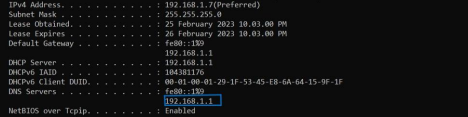 IPv4 Address. . . . . . . . . . . : 192.168.1.7(Preferred)
Subnet Mask . . . . . . . . . . . : 255.255.255.0
Lease Obtained. . . . . . . . . . : 25 February 2023 10.03.00 PM
Lease Expires . . . . . . . . . . : 26 February 2023 10.03.00 PM
Default Gateway . . . . . . . . . : fe80::1%9
192.168.1.1
DHCP Server . . . . . . . . . . . : 192.168.1.1
DHCPv6 IAID . . . . . . . . . . . : 104381176
DHCPv6 Client DUID. . . . . . . . : 00-01-00-01-29-1F-53-45-E8-6A-64-15-9F-1F
DNS Servers . . . . . . . . . . . : fe80::1%9
192.168.1.1
NetBIOS over Tcpip. . . . . . . . : Enabled